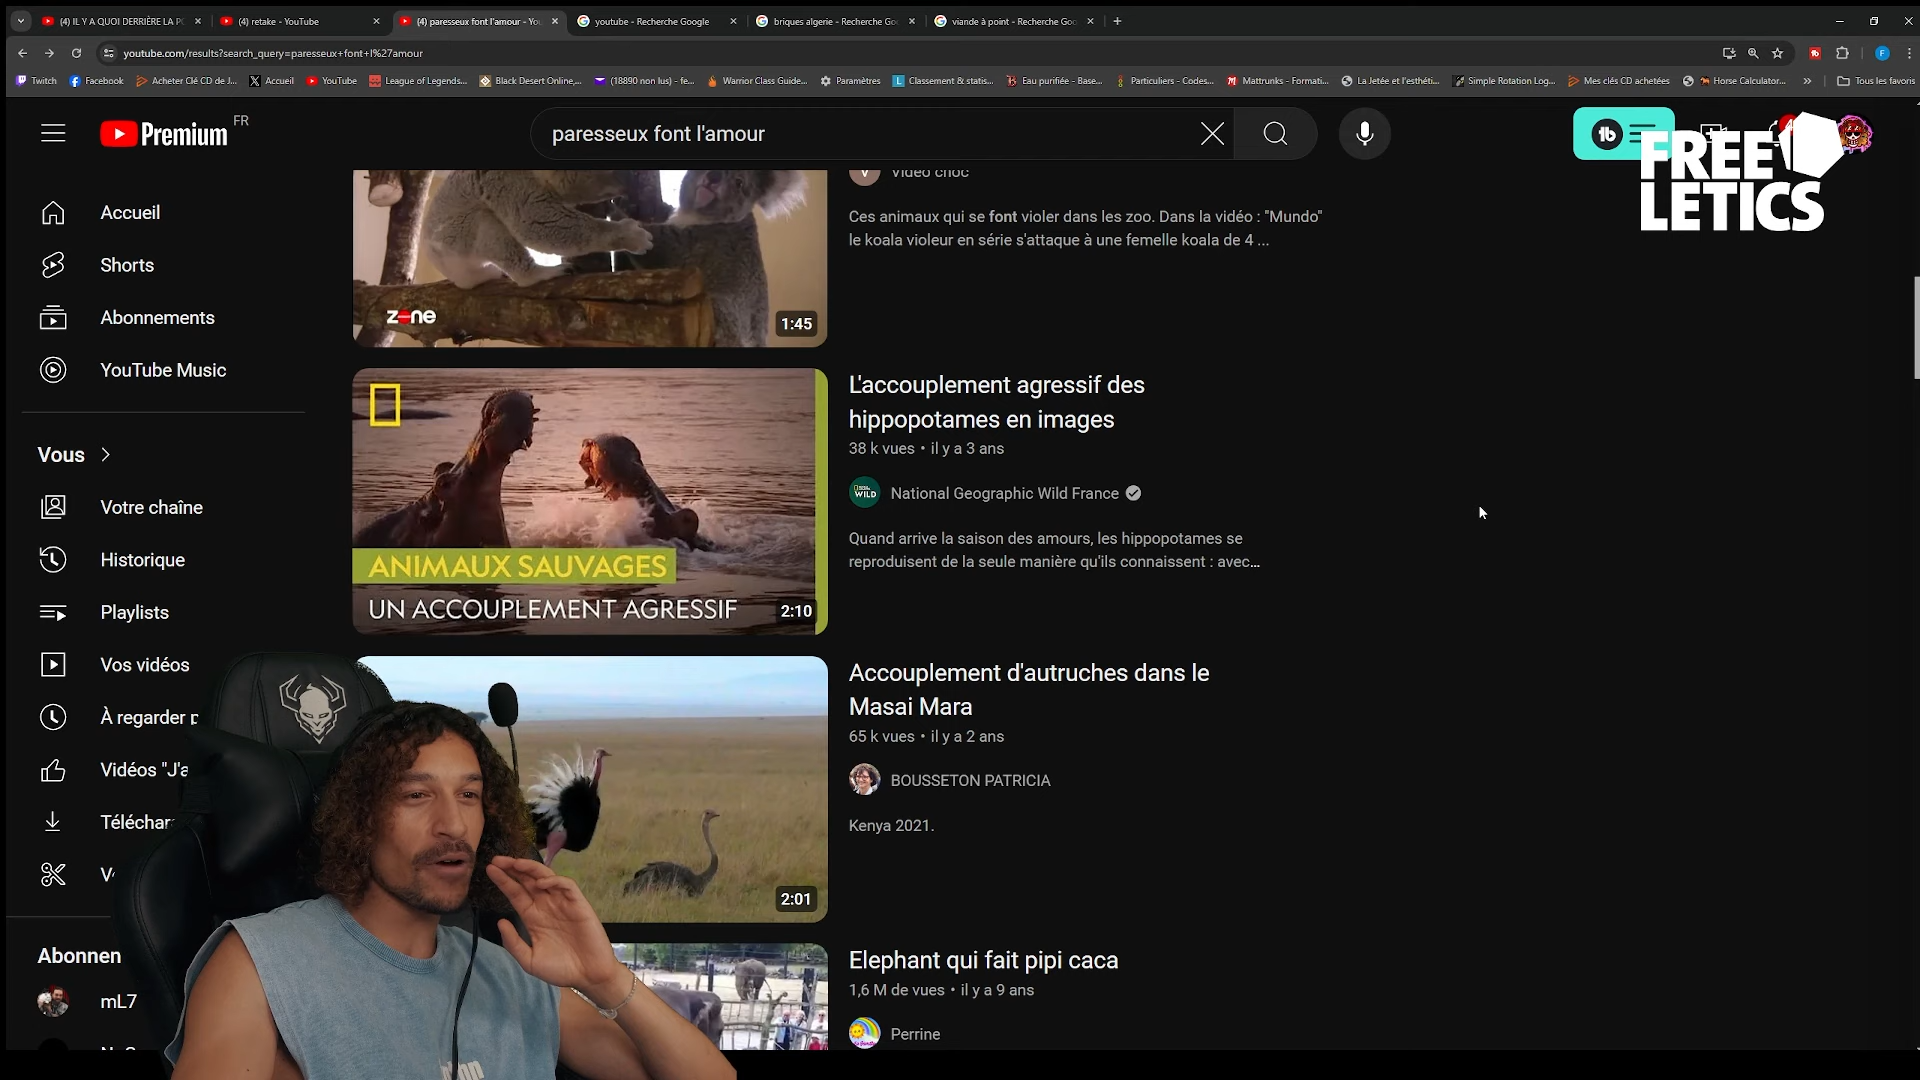 (4) IL Y A QUOI DERRIÈRE LA P
(4) retake - YouTube
(4) paresseux font l'amour - You
youtube - Recherche Google
briques algerie - Recherche Go
viande à point - Recherche Goo
youtube.com/results?search_query=paresseux+font+l%27amour
F
Twitch
Facebook
Acheter Clé CD de J...
Accueil
YouTube
League of Legends...
Black Desert Online,...
(18890 non lus) - fe...
Warrior Class Guide...
Paramètres
Classement & statis...
Eau purifiée - Base...
Particuliers - Codes...
Mattrunks - Formati...
La Jetée et l'esthéti...
Simple Rotation Log...
Mes clés CD achetées
Horse Calculator...
Tous les favoris
Premium
FR
paresseux font l'amour
FREE
LETICS
Accueil
Shorts
Abonnements
YouTube Music
Vous
Votre chaîne
Historique
Playlists
Vos vidéos
À regarder p
Vidéos "J'a
Téléchar
V
Abonnen
mL7
zone
1:45
Vidéo choc
Ces animaux qui se font violer dans les zoo. Dans la vidéo : "Mundo"
le koala violeur en série s'attaque à une femelle koala de 4 ...
ANIMAUX SAUVAGES
UN ACCOUPLEMENT AGRESSIF
2:10
L'accouplement agressif des
hippopotames en images
38 k vues • il y a 3 ans
WILD
National Geographic Wild France
Quand arrive la saison des amours, les hippopotames se
reproduisent de la seule manière qu'ils connaissent : avec...
2:01
Accouplement d'autruches dans le
Masai Mara
65 k vues • il y a 2 ans
BOUSSETON PATRICIA
Kenya 2021.
Elephant qui fait pipi caca
1,6 M de vues • il y a 9 ans
Perrine